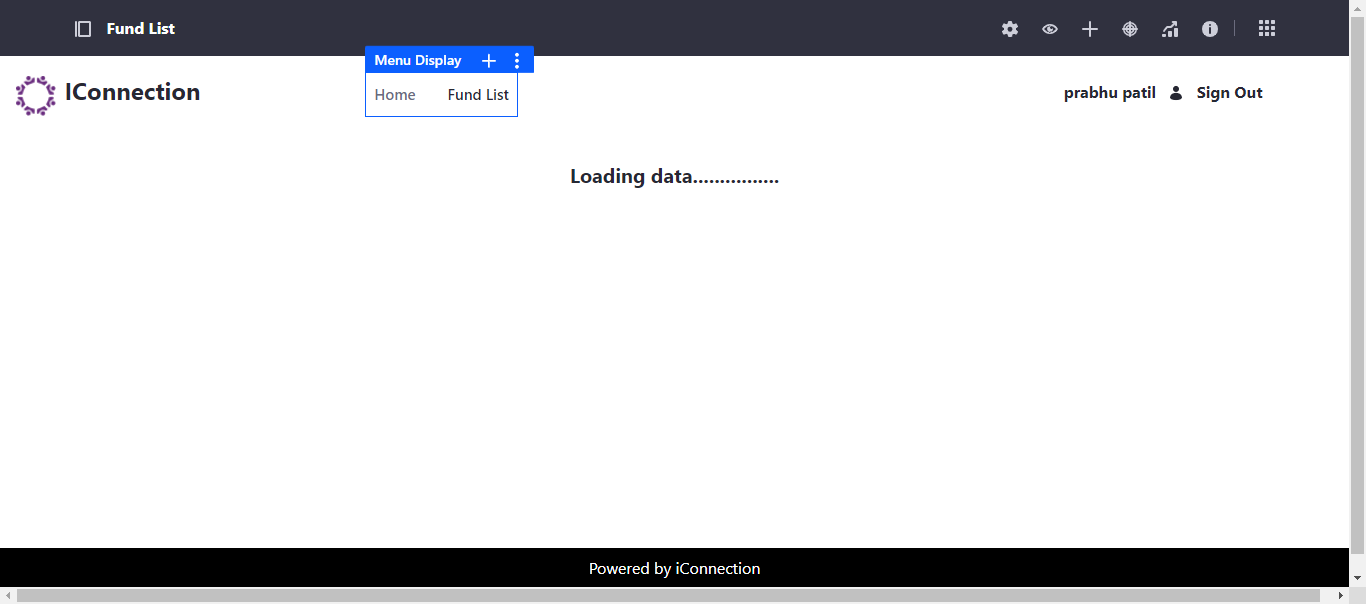 Fund List
Menu Display
IConnection
Home Fund List
prabhu patil Sign Out
Loading data................
Powered by iConnection